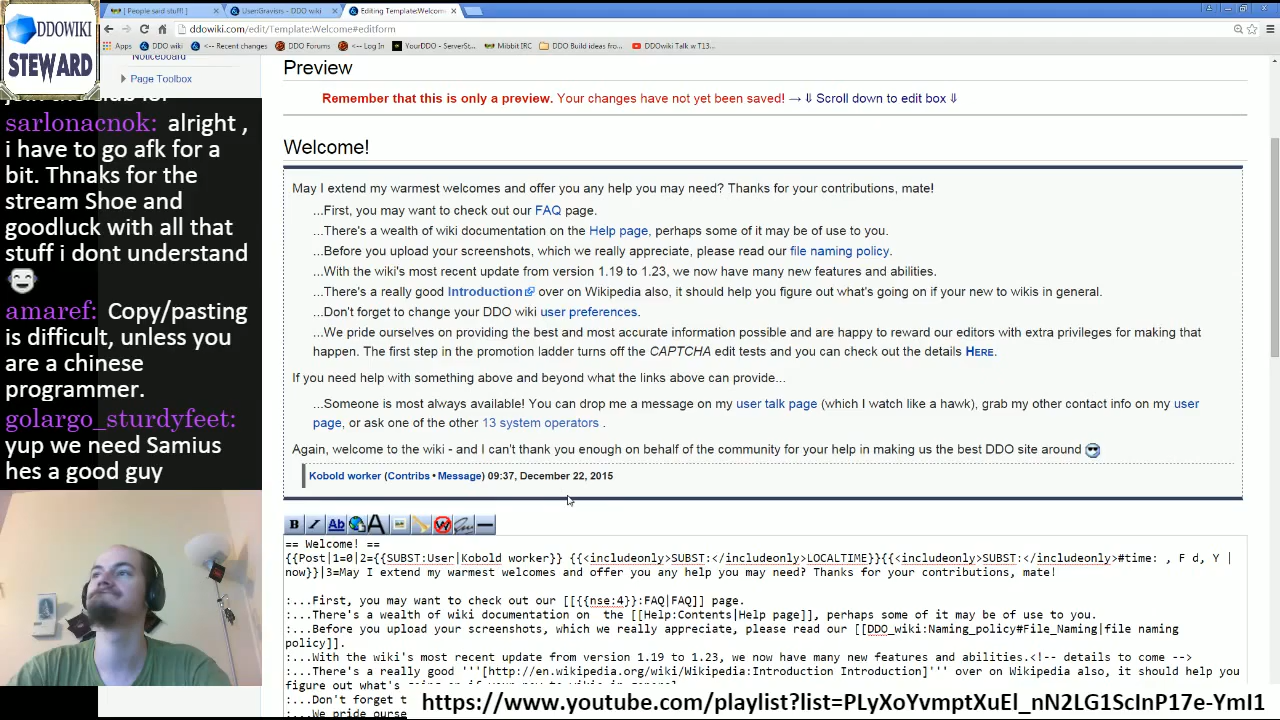 [People said stuff!]
User:Gravists - DDO wiki
Editing Template:Welcome
ddowiki.com/edit/Template:Welcome#editform
Apps DDO wiki <- Recent changes DDO Forums <- Log In YourDDO - ServerSt... Mibbit IRC DDO Build ideas from... DDOwiki Talk w T13...
DDOWIKI
STEWARD
Noticeboard
Page Toolbox
sarlonacnok: alright ,
i have to go afk for a
bit. Thnaks for the
stream Shoe and
goodluck with all that
stuff i dont understand
amaref: Copy/pasting
is difficult, unless you
are a chinese
programmer.
golargo_sturdyfeet:
yup we need Samius
hes a good guy
Preview
Remember that this is only a preview. Your changes have not yet been saved! → ⇓ Scroll down to edit box ⇓
Welcome!
May I extend my warmest welcomes and offer you any help you may need? Thanks for your contributions, mate!
...First, you may want to check out our FAQ page.
...There's a wealth of wiki documentation on the Help page, perhaps some of it may be of use to you.
...Before you upload your screenshots, which we really appreciate, please read our file naming policy.
...With the wiki's most recent update from version 1.19 to 1.23, we now have many new features and abilities.
...There's a really good Introduction over on Wikipedia also, it should help you figure out what's going on if your new to wikis in general.
...Don't forget to change your DDO wiki user preferences.
...We pride ourselves on providing the best and most accurate information possible and are happy to reward our editors with extra privileges for making that
happen. The first step in the promotion ladder turns off the CAPTCHA edit tests and you can check out the details HERE.
If you need help with something above and beyond what the links above can provide...
...Someone is most always available! You can drop me a message on my user talk page (which I watch like a hawk), grab my other contact info on my user
page, or ask one of the other 13 system operators .
Again, welcome to the wiki - and I can't thank you enough on behalf of the community for your help in making us the best DDO site around
Kobold worker (Contribs • Message) 09:37, December 22, 2015
B I Ab A W
== Welcome! ==
{{Post|1=0|2={{SUBST:User|Kobold worker}} {{<includeonly>SUBST:</includeonly>LOCALTIME}}{{<includeonly>SUBST:</includeonly>#time: , F d, Y |
now}}|3=May I extend my warmest welcomes and offer you any help you may need? Thanks for your contributions, mate!
:...First, you may want to check out our [[{{nse:4}}:FAQ|FAQ]] page.
:...There's a wealth of wiki documentation on  the [[Help:Contents|Help page]], perhaps some of it may be of use to you.
:...Before you upload your screenshots, which we really appreciate, please read our [[DDO_wiki:Naming_policy#File_Naming|file naming
policy]].
:...With the wiki's most recent update from version 1.19 to 1.23, we now have many new features and abilities.<!-- details to come -->
:...There's a really good '''[http://en.wikipedia.org/wiki/Wikipedia:Introduction Introduction]''' over on Wikipedia also, it should help you
figure out what's
:...Don't forget t
:...We pride ourse
https://www.youtube.com/playlist?list=PLyXoYvmptXuEl_nN2LG1ScInP17e-YmI1